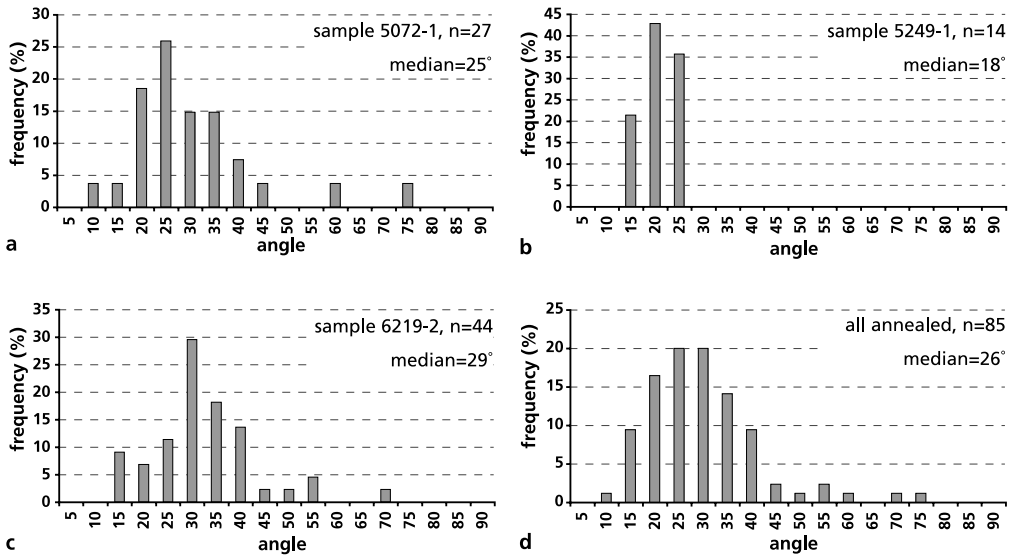 frequency (%)
30
25
20
15
10
5
0
sample 5072-1, n=27
median=25°
5 10 15 20 25 30 35 40 45 50 55 60 65 70 75 80 85 90
angle
a
frequency (%)
45
40
35
30
25
20
15
10
5
0
sample 5249-1, n=14
median=18°
5 10 15 20 25 30 35 40 45 50 55 60 65 70 75 80 85 90
angle
b
frequency (%)
35
30
25
20
15
10
5
0
sample 6219-2, n=44
median=29°
5 10 15 20 25 30 35 40 45 50 55 60 65 70 75 80 85 90
angle
c
frequency (%)
25
20
15
10
5
0
all annealed, n=85
median=26°
5 10 15 20 25 30 35 40 45 50 55 60 65 70 75 80 85 90
angle
d